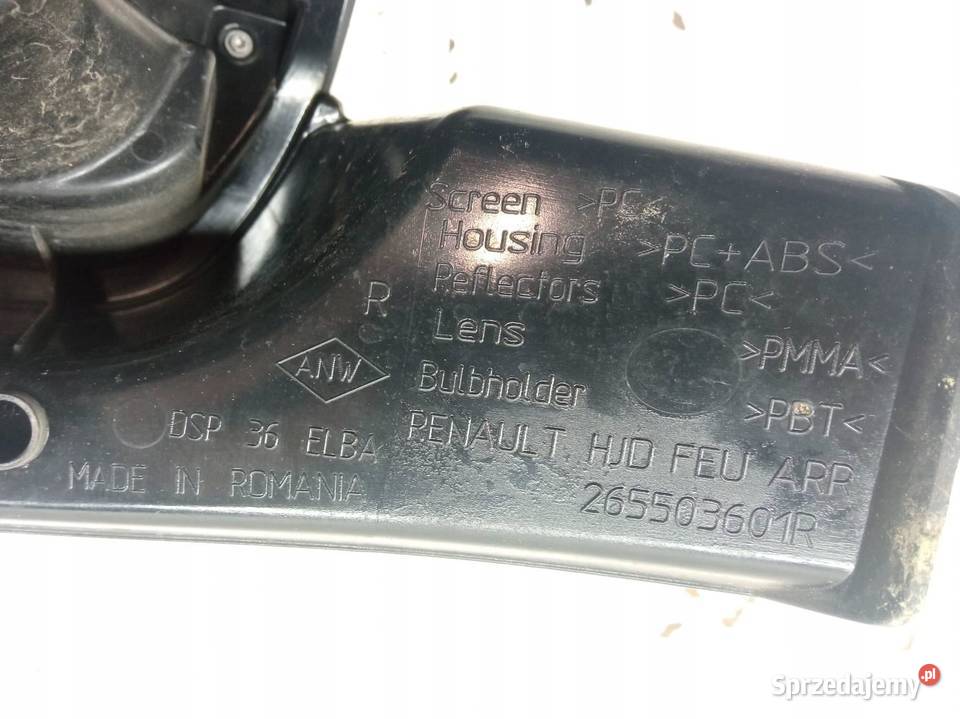 Screen >PC<
Housing >PC+ABS<
Reflectors >PC<
R
Lens >PMMA<
ANW
Bulbholder >PBT<
DSP 36 ELBA
RENAULT HJD FEU ARR
MADE IN ROMANIA
265503601R
Sprzedajemy.pl